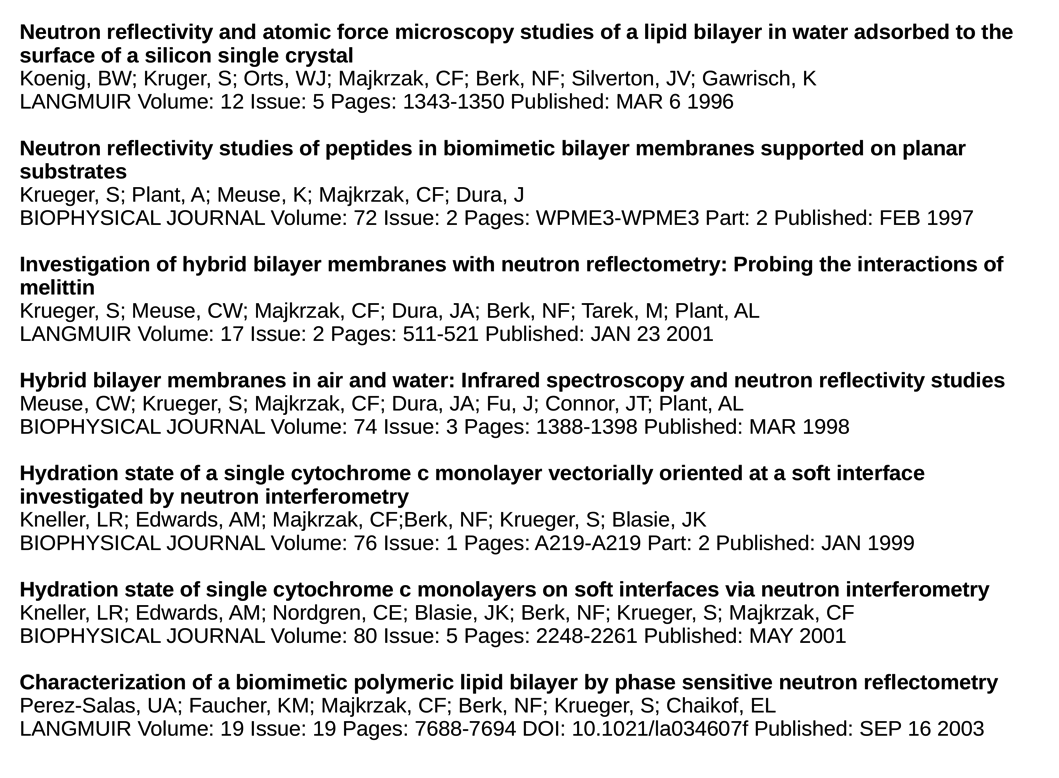 Neutron reflectivity and atomic force microscopy studies of a lipid bilayer in water adsorbed to the
surface of a silicon single crystal
Koenig, BW; Kruger, S; Orts, WJ; Majkrzak, CF; Berk, NF; Silverton, JV; Gawrisch, K
LANGMUIR Volume: 12 Issue: 5 Pages: 1343-1350 Published: MAR 6 1996
Neutron reflectivity studies of peptides in biomimetic bilayer membranes supported on planar
substrates
Krueger, S; Plant, A; Meuse, K; Majkrzak, CF; Dura, J
BIOPHYSICAL JOURNAL Volume: 72 Issue: 2 Pages: WPME3-WPME3 Part: 2 Published: FEB 1997
Investigation of hybrid bilayer membranes with neutron reflectometry: Probing the interactions of
melittin
Krueger, S; Meuse, CW; Majkrzak, CF; Dura, JA; Berk, NF; Tarek, M; Plant, AL
LANGMUIR Volume: 17 Issue: 2 Pages: 511-521 Published: JAN 23 2001
Hybrid bilayer membranes in air and water: Infrared spectroscopy and neutron reflectivity studies
Meuse, CW; Krueger, S; Majkrzak, CF; Dura, JA; Fu, J; Connor, JT; Plant, AL
BIOPHYSICAL JOURNAL Volume: 74 Issue: 3 Pages: 1388-1398 Published: MAR 1998
Hydration state of a single cytochrome c monolayer vectorially oriented at a soft interface
investigated by neutron interferometry
Kneller, LR; Edwards, AM; Majkrzak, CF;Berk, NF; Krueger, S; Blasie, JK
BIOPHYSICAL JOURNAL Volume: 76 Issue: 1 Pages: A219-A219 Part: 2 Published: JAN 1999
Hydration state of single cytochrome c monolayers on soft interfaces via neutron interferometry
Kneller, LR; Edwards, AM; Nordgren, CE; Blasie, JK; Berk, NF; Krueger, S; Majkrzak, CF
BIOPHYSICAL JOURNAL Volume: 80 Issue: 5 Pages: 2248-2261 Published: MAY 2001
Characterization of a biomimetic polymeric lipid bilayer by phase sensitive neutron reflectometry
Perez-Salas, UA; Faucher, KM; Majkrzak, CF; Berk, NF; Krueger, S; Chaikof, EL
LANGMUIR Volume: 19 Issue: 19 Pages: 7688-7694 DOI: 10.1021/la034607f Published: SEP 16 2003